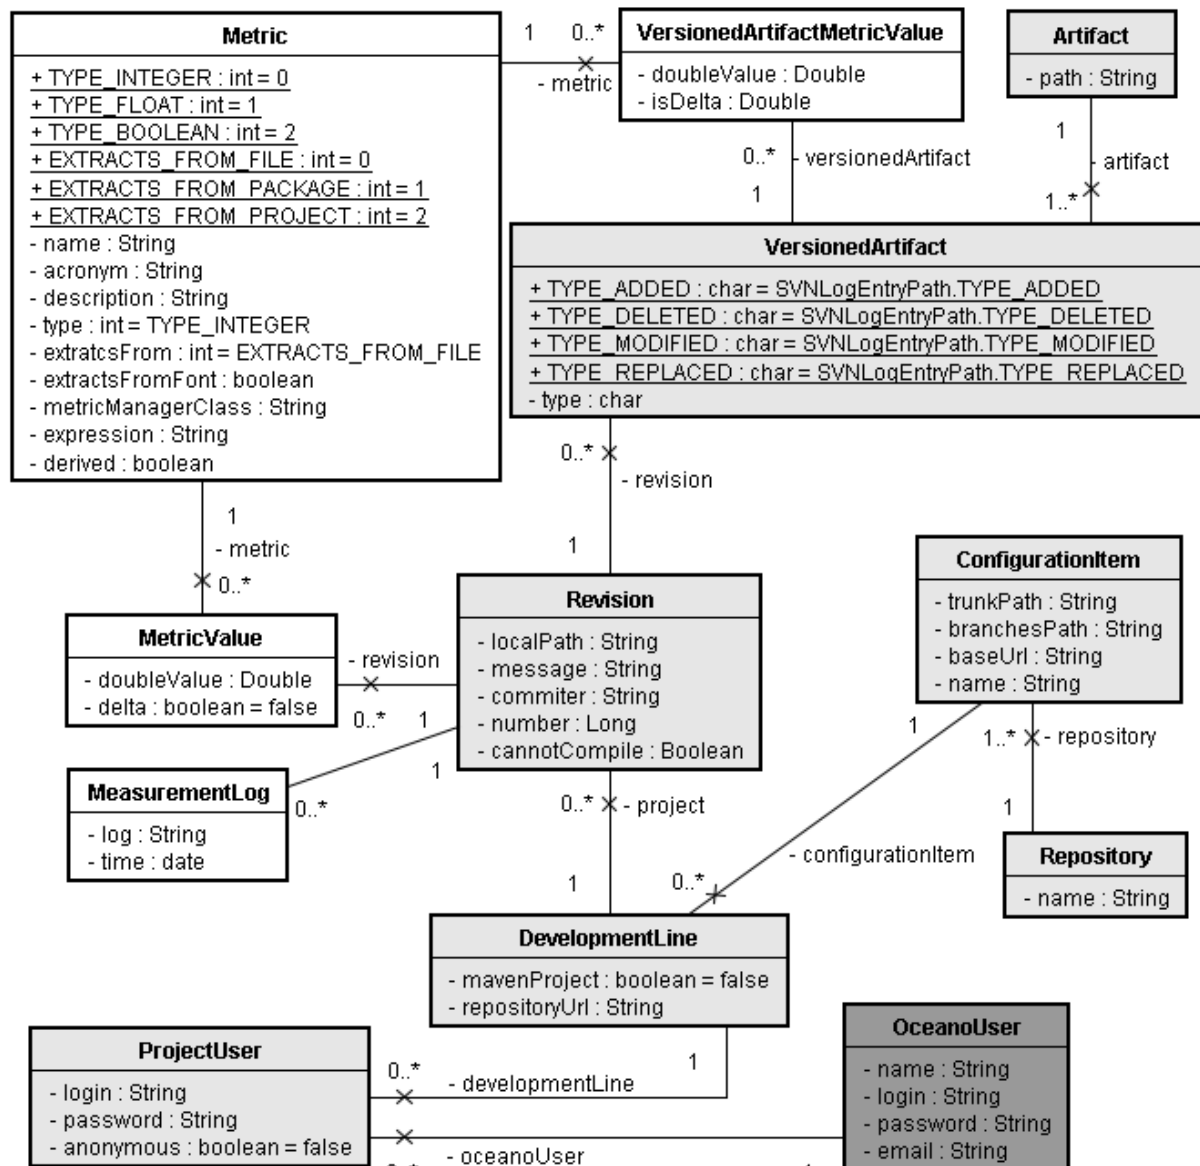 Metric
+ TYPE_INTEGER : int = 0
+ TYPE_FLOAT : int = 1
+ TYPE_BOOLEAN : int = 2
+ EXTRACTS_FROM_FILE : int = 0
+ EXTRACTS_FROM_PACKAGE : int = 1
+ EXTRACTS_FROM_PROJECT : int = 2
- name : String
- acronym : String
- description : String
- type : int = TYPE_INTEGER
- extratcsFrom : int = EXTRACTS_FROM_FILE
- extractsFromFont : boolean
- metricManagerClass : String
- expression : String
- derived : boolean
1
0..*
- metric
VersionedArtifactMetricValue
- doubleValue : Double
- isDelta : Double
Artifact
- path : String
0..*
- versionedArtifact
1
1
- artifact
1..*
VersionedArtifact
+ TYPE_ADDED : char = SVNLogEntryPath.TYPE_ADDED
+ TYPE_DELETED : char = SVNLogEntryPath.TYPE_DELETED
+ TYPE_MODIFIED : char = SVNLogEntryPath.TYPE_MODIFIED
+ TYPE_REPLACED : char = SVNLogEntryPath.TYPE_REPLACED
- type : char
0..*
- revision
1
1
- metric
0..*
MetricValue
- doubleValue : Double
- delta : boolean = false
- revision
0..*
1
Revision
- localPath : String
- message : String
- commiter : String
- number : Long
- cannotCompile : Boolean
ConfigurationItem
- trunkPath : String
- branchesPath : String
- baseUrl : String
- name : String
MeasurementLog
- log : String
- time : date
1
0..*
0..*
- project
1
1
- configurationItem
0..*
1..*
- repository
1
Repository
- name : String
DevelopmentLine
- mavenProject : boolean = false
- repositoryUrl : String
ProjectUser
- login : String
- password : String
- anonymous : boolean = false
0..*
- developmentLine
1
- oceanoUser
OceanoUser
- name : String
- login : String
- password : String
- email : String